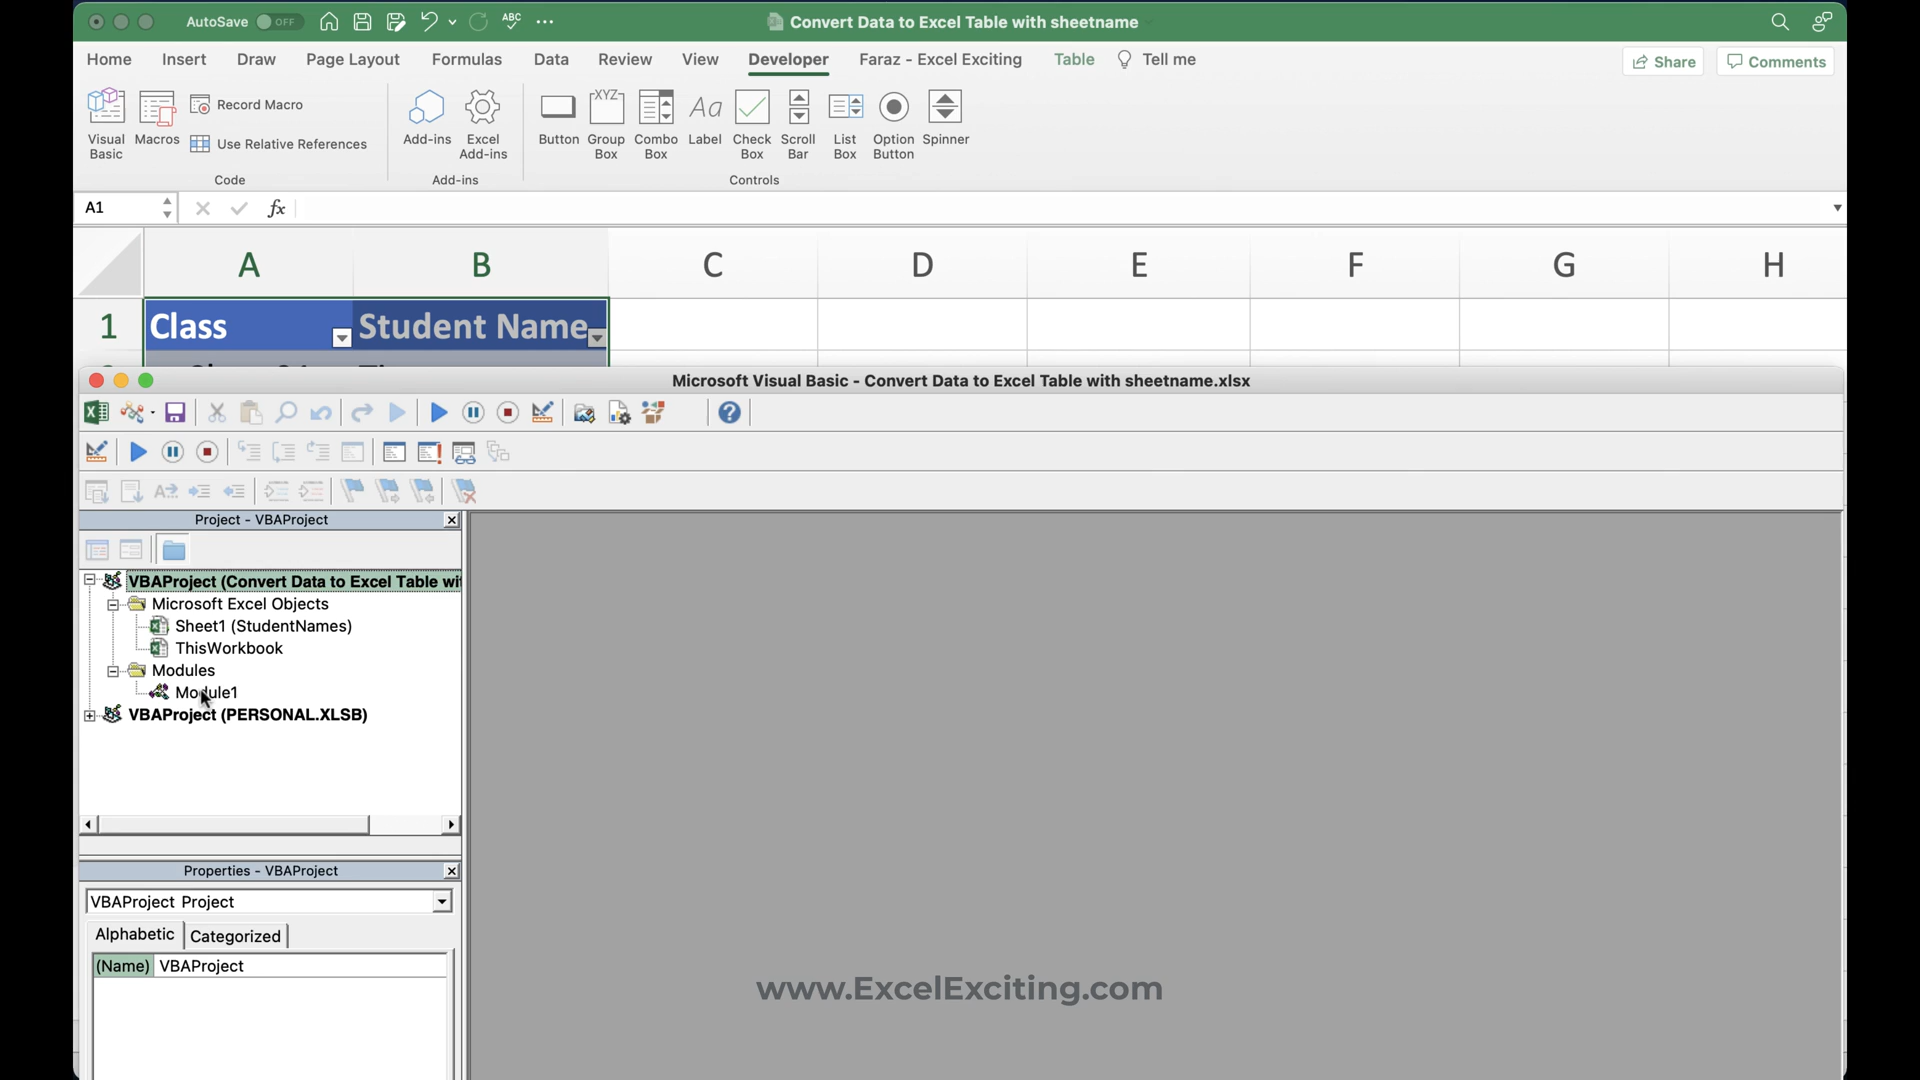 AutoSave OFF ABC ... Convert Data to Excel Table with sheetname
Home Insert Draw Page Layout Formulas Data Review View Developer Faraz - Excel Exciting Table Tell me Share Comments
Visual Basic
Macros
Record Macro
Use Relative References
Code
Add-ins
Excel Add-ins
Add-ins
Button
XYZ
Group Box
Combo Box
Aa
Label
Check Box
Scroll Bar
List Box
Option Button
Spinner
Controls
A1 fx
A B C D E F G H
1 Class Student Name
Microsoft Visual Basic - Convert Data to Excel Table with sheetname.xlsx
Project - VBAProject
VBAProject (Convert Data to Excel Table wit
Microsoft Excel Objects
Sheet1 (StudentNames)
ThisWorkbook
Modules
Module1
VBAProject (PERSONAL.XLSB)
Properties - VBAProject
VBAProject Project
Alphabetic Categorized
(Name) VBAProject
www.ExcelExciting.com